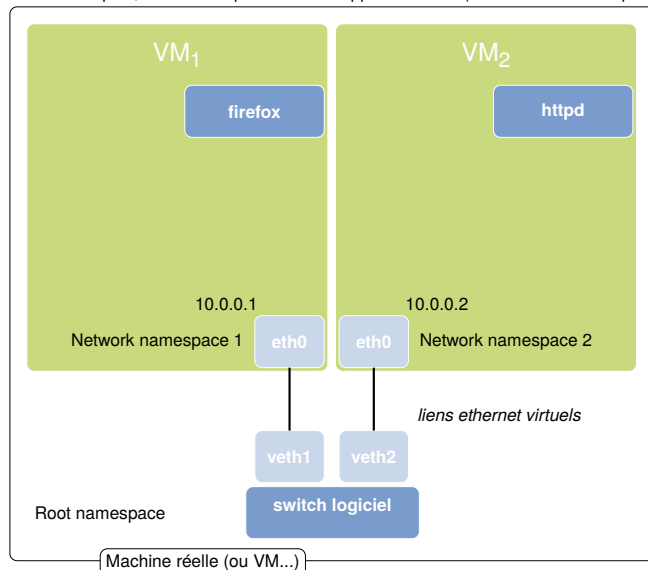 VM1 VM2
firefox httpd
10.0.0.1 10.0.0.2
Network namespace 1 eth0 eth0 Network namespace 2
liens ethernet virtuels
veth1 veth2
switch logiciel
Root namespace
Machine réelle (ou VM...)